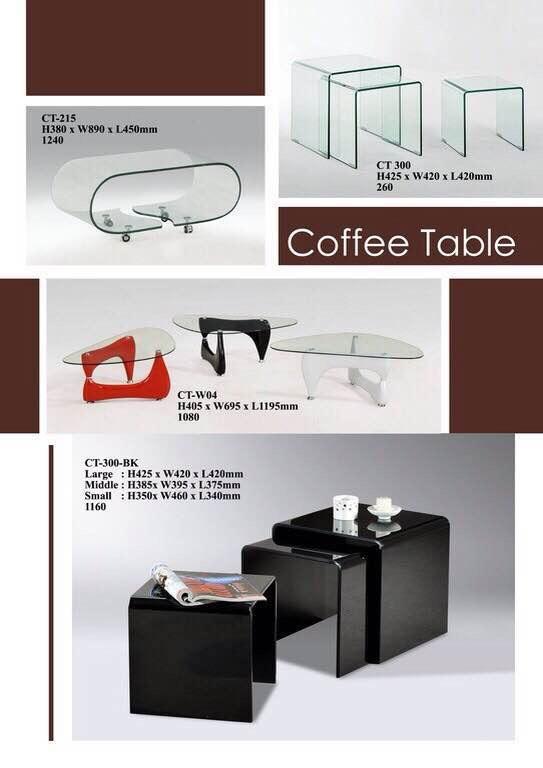 CT-215
H380 x W890 x L450mm
1240
CT 300
H425 x W420 x L420mm
260
Coffee Table
CT-W04
H405 x W695 x L1195mm
1080
CT-300-BK
Large : H425 x W420 x L420mm
Middle : H385x W395 x L375mm
Small : H350x W460 x L340mm
1160